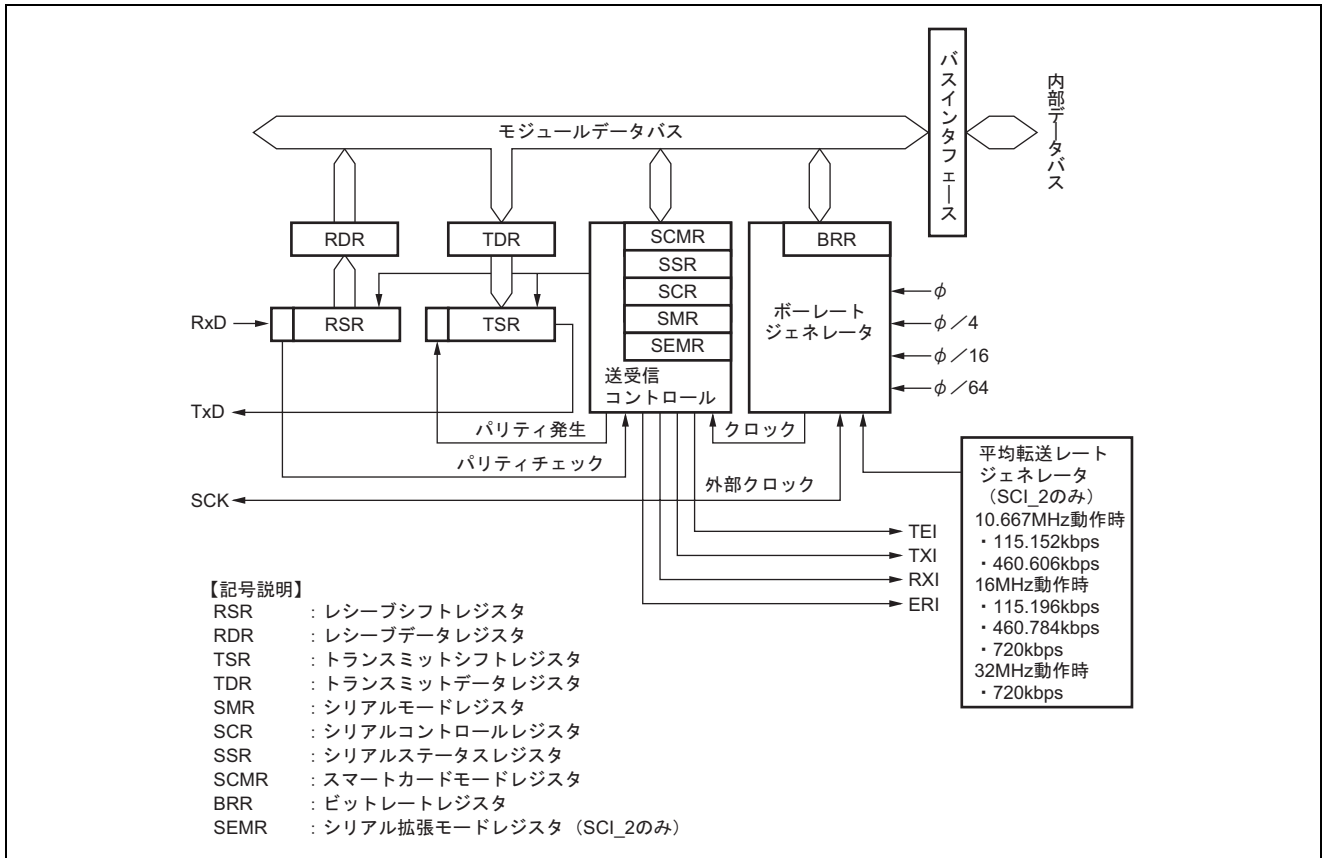 バスインタフェース
内部データバス
モジュールデータバス
RDR
TDR
SCMR
BRR
SSR
SCR
SMR
SEMR
RxD
RSR
TSR
ボーレート
ジェネレータ
φ
φ/4
φ/16
φ/64
送受信
コントロール
TxD
パリティ発生
クロック
パリティチェック
外部クロック
SCK
平均転送レート
ジェネレータ
(SCI_2のみ)
10.667MHz動作時
・115.152kbps
・460.606kbps
16MHz動作時
・115.196kbps
・460.784kbps
・720kbps
32MHz動作時
・720kbps
TEI
TXI
RXI
ERI
【記号説明】
RSR :レシーブシフトレジスタ
RDR :レシーブデータレジスタ
TSR :トランスミットシフトレジスタ
TDR :トランスミットデータレジスタ
SMR :シリアルモードレジスタ
SCR :シリアルコントロールレジスタ
SSR :シリアルステータスレジスタ
SCMR :スマートカードモードレジスタ
BRR :ビットレートレジスタ
SEMR :シリアル拡張モードレジスタ(SCI_2のみ)